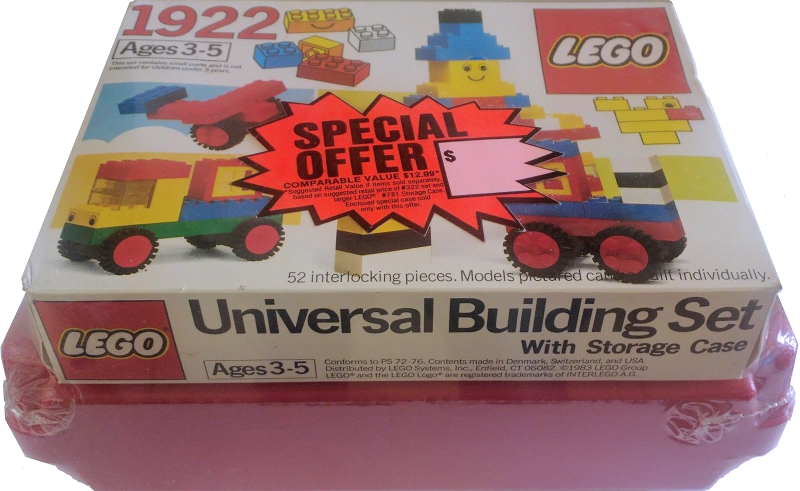 1922
Ages 3-5
This set contains small parts and is not
intended for children under 3 years.
LEGO
SPECIAL
OFFER
$
COMPARABLE VALUE $12.99*
*Suggested Retail Value if items sold separately,
based on suggested retail price of #322 set and
larger LEGO® #781 Storage Case.
Enclosed special case sold
only with this offer.
52 interlocking pieces. Models pictured can built individually.
LEGO
Universal Building Set
With Storage Case
Ages 3-5
Conforms to PS 72-76. Contents made in Denmark, Switzerland, and USA
Distributed by LEGO Systems, Inc., Enfield, CT 06082. ©1983 LEGO Group
LEGO® and the LEGO Logo® are registered trademarks of INTERLEGO A.G.